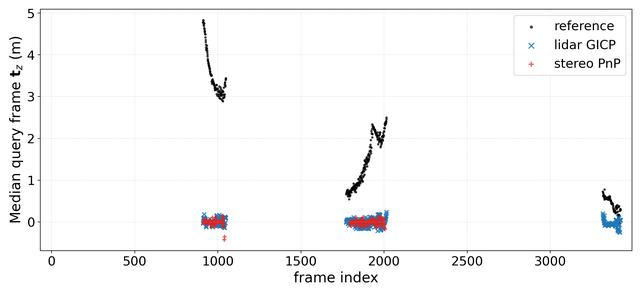 Median query frame t_z (m)
5
4
3
2
1
0
0 500 1000 1500 2000 2500 3000
frame index
reference
lidar GICP
stereo PnP